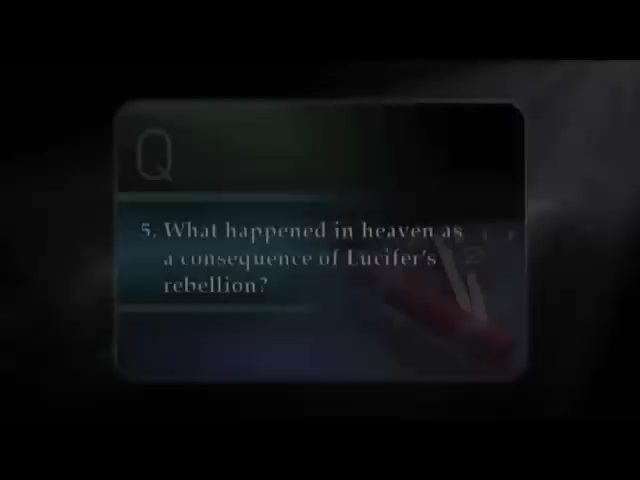 Q
5. What happened in heaven as
a consequence of Lucifer's
rebellion?